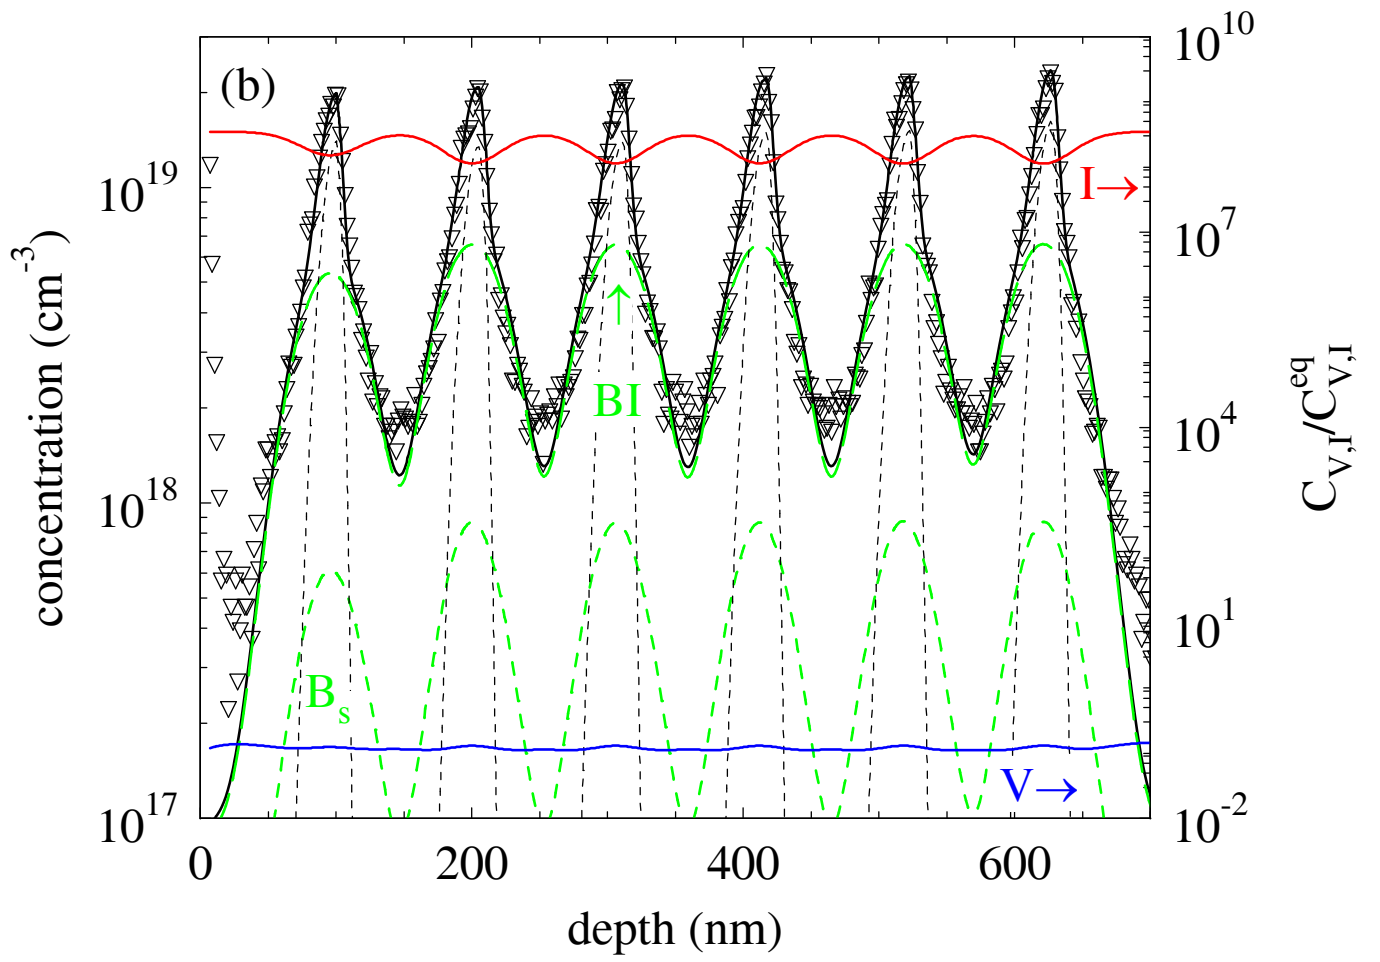 (b)
10^10
10^19
10^7
10^4
10^18
10^1
10^17
10^-2
I→
↑
BI
B_s
V→
0 200 400 600
depth (nm)
concentration (cm^-3)
C_V,I/C_V,I^eq